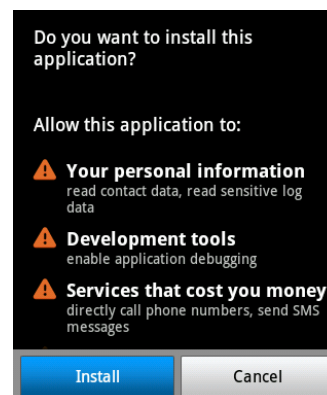 Do you want to install this
application?
Allow this application to:
Your personal information
read contact data, read sensitive log
data
Development tools
enable application debugging
Services that cost you money
directly call phone numbers, send SMS
messages
Install
Cancel